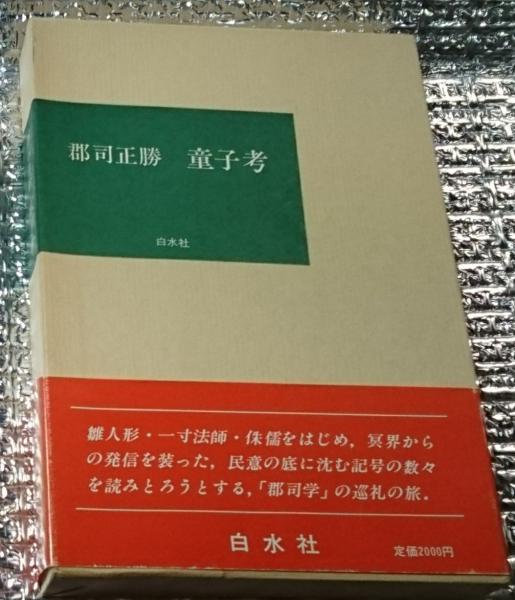 郡司正勝　童子考
白水社
雛人形・一寸法師・侏儒をはじめ，冥界から
の発信を装った，民意の底に沈む記号の数々
を読みとろうとする，「郡司学」の巡礼の旅．
白水社
定価2000円